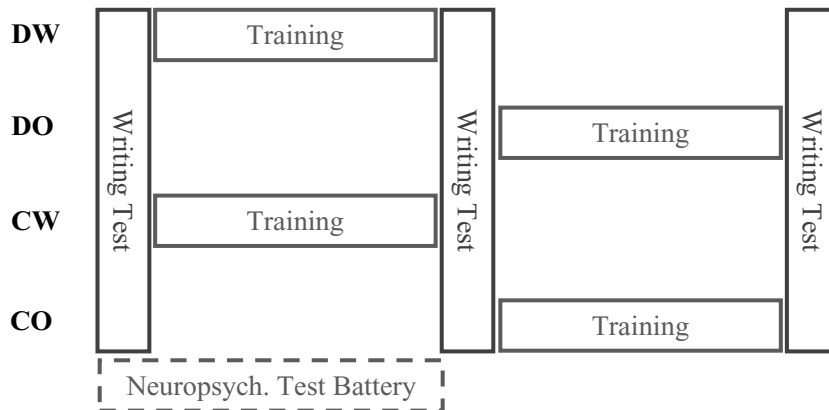 DW
Training
DO
Training
CW
Training
CO
Training
Writing Test
Writing Test
Writing Test
Neuropsych. Test Battery